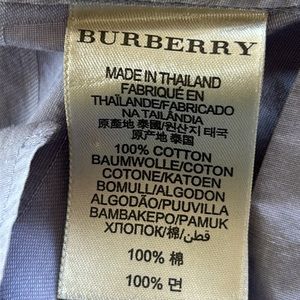 BURBERRY
MADE IN THAILAND
FABRIQUÉ EN
THAÏLANDE/FABRICADO
NA TAILÂNDIA
原產地 泰國/원산지 태국
原产地 泰国
100% COTTON
BAUMWOLLE/COTON
COTONE/KATOEN
BOMULL/ALGODON
ALGODÃO/PUUVILLA
ΒΑΜΒΑΚΕΡΟ/PAMUK
ХЛОПОК/棉/قطن
100% 棉
100% 면